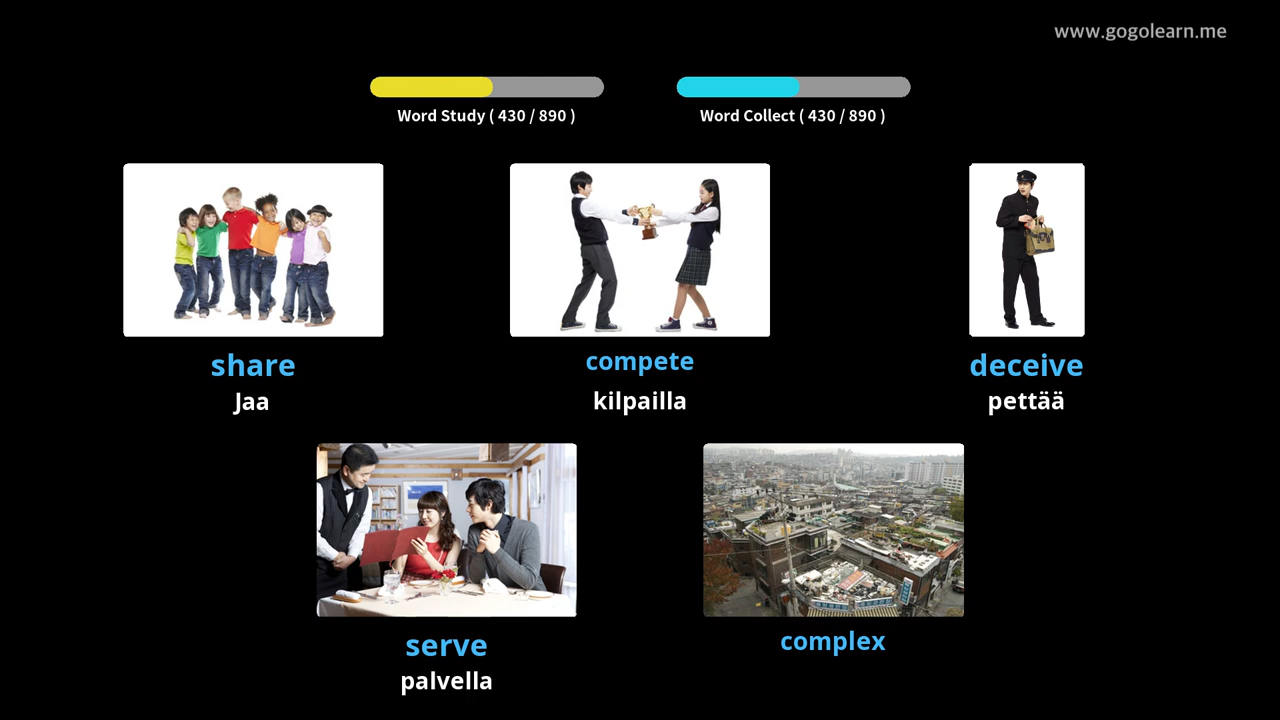 www.gogolearn.me
Word Study ( 430 / 890 )
Word Collect ( 430 / 890 )
share
Jaa
compete
kilpailla
deceive
pettää
serve
palvella
complex